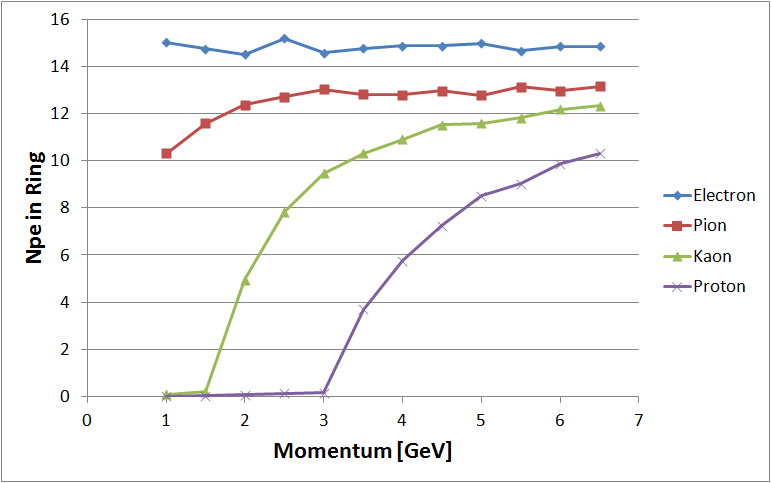 16
14
12
10
8
6
4
2
0
Npe in Ring
0 1 2 3 4 5 6 7
Momentum [GeV]
Electron
Pion
Kaon
Proton